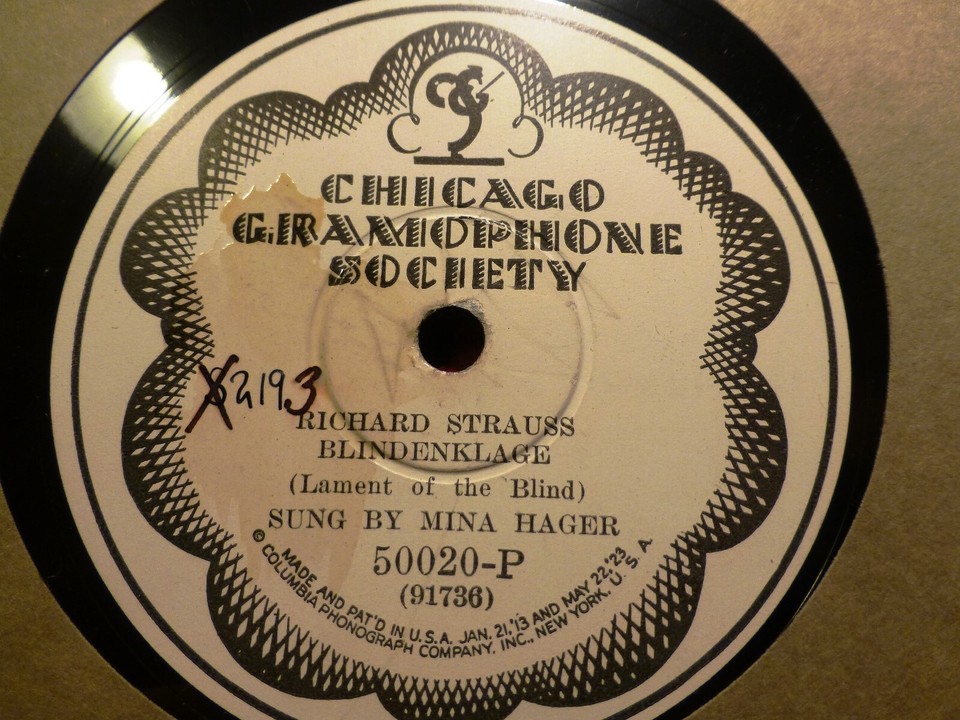 CHICAGO
GRAMOPHONE
SOCIETY
2193
RICHARD STRAUSS
BLINDENKLAGE
(Lament of the Blind)
SUNG BY MINA HAGER
50020-P
(91736)
MADE AND PAT'D IN U.S.A. JAN. 21,'13 AND MAY 22,'23
© COLUMBIA PHONOGRAPH COMPANY, INC., NEW YORK. U. S. A.